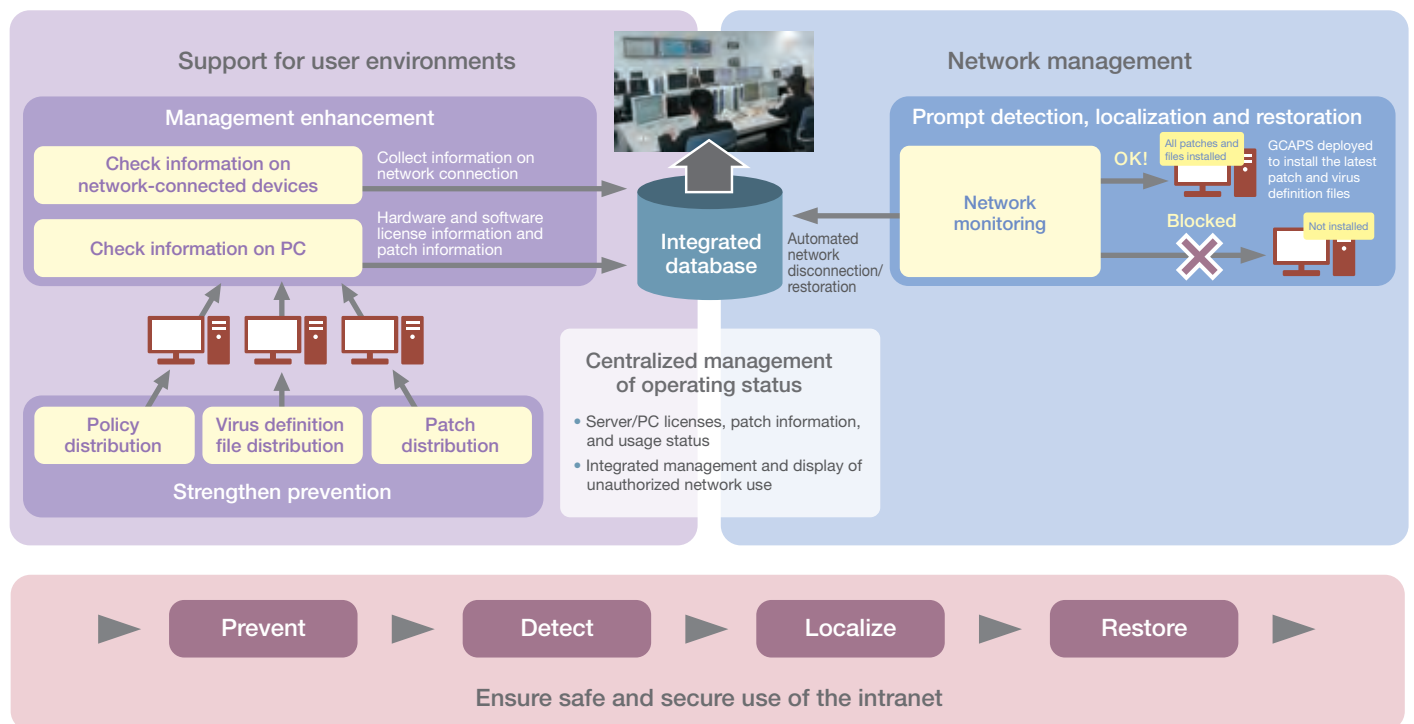 Support for user environments
Management enhancement
Check information on
network-connected devices
Collect information on
network connection
Check information on PC
Hardware and software
license information and
patch information
Policy
distribution
Virus definition
file distribution
Patch
distribution
Strengthen prevention
Integrated
database
Centralized management
of operating status
• Server/PC licenses, patch information,
and usage status
• Integrated management and display of
unauthorized network use
Network management
Prompt detection, localization and restoration
Network
monitoring
Automated
network
disconnection/
restoration
OK!
All patches and
files installed
GCAPS deployed
to install the latest
patch and virus
definition files
Blocked
Not installed
Prevent
Detect
Localize
Restore
Ensure safe and secure use of the intranet